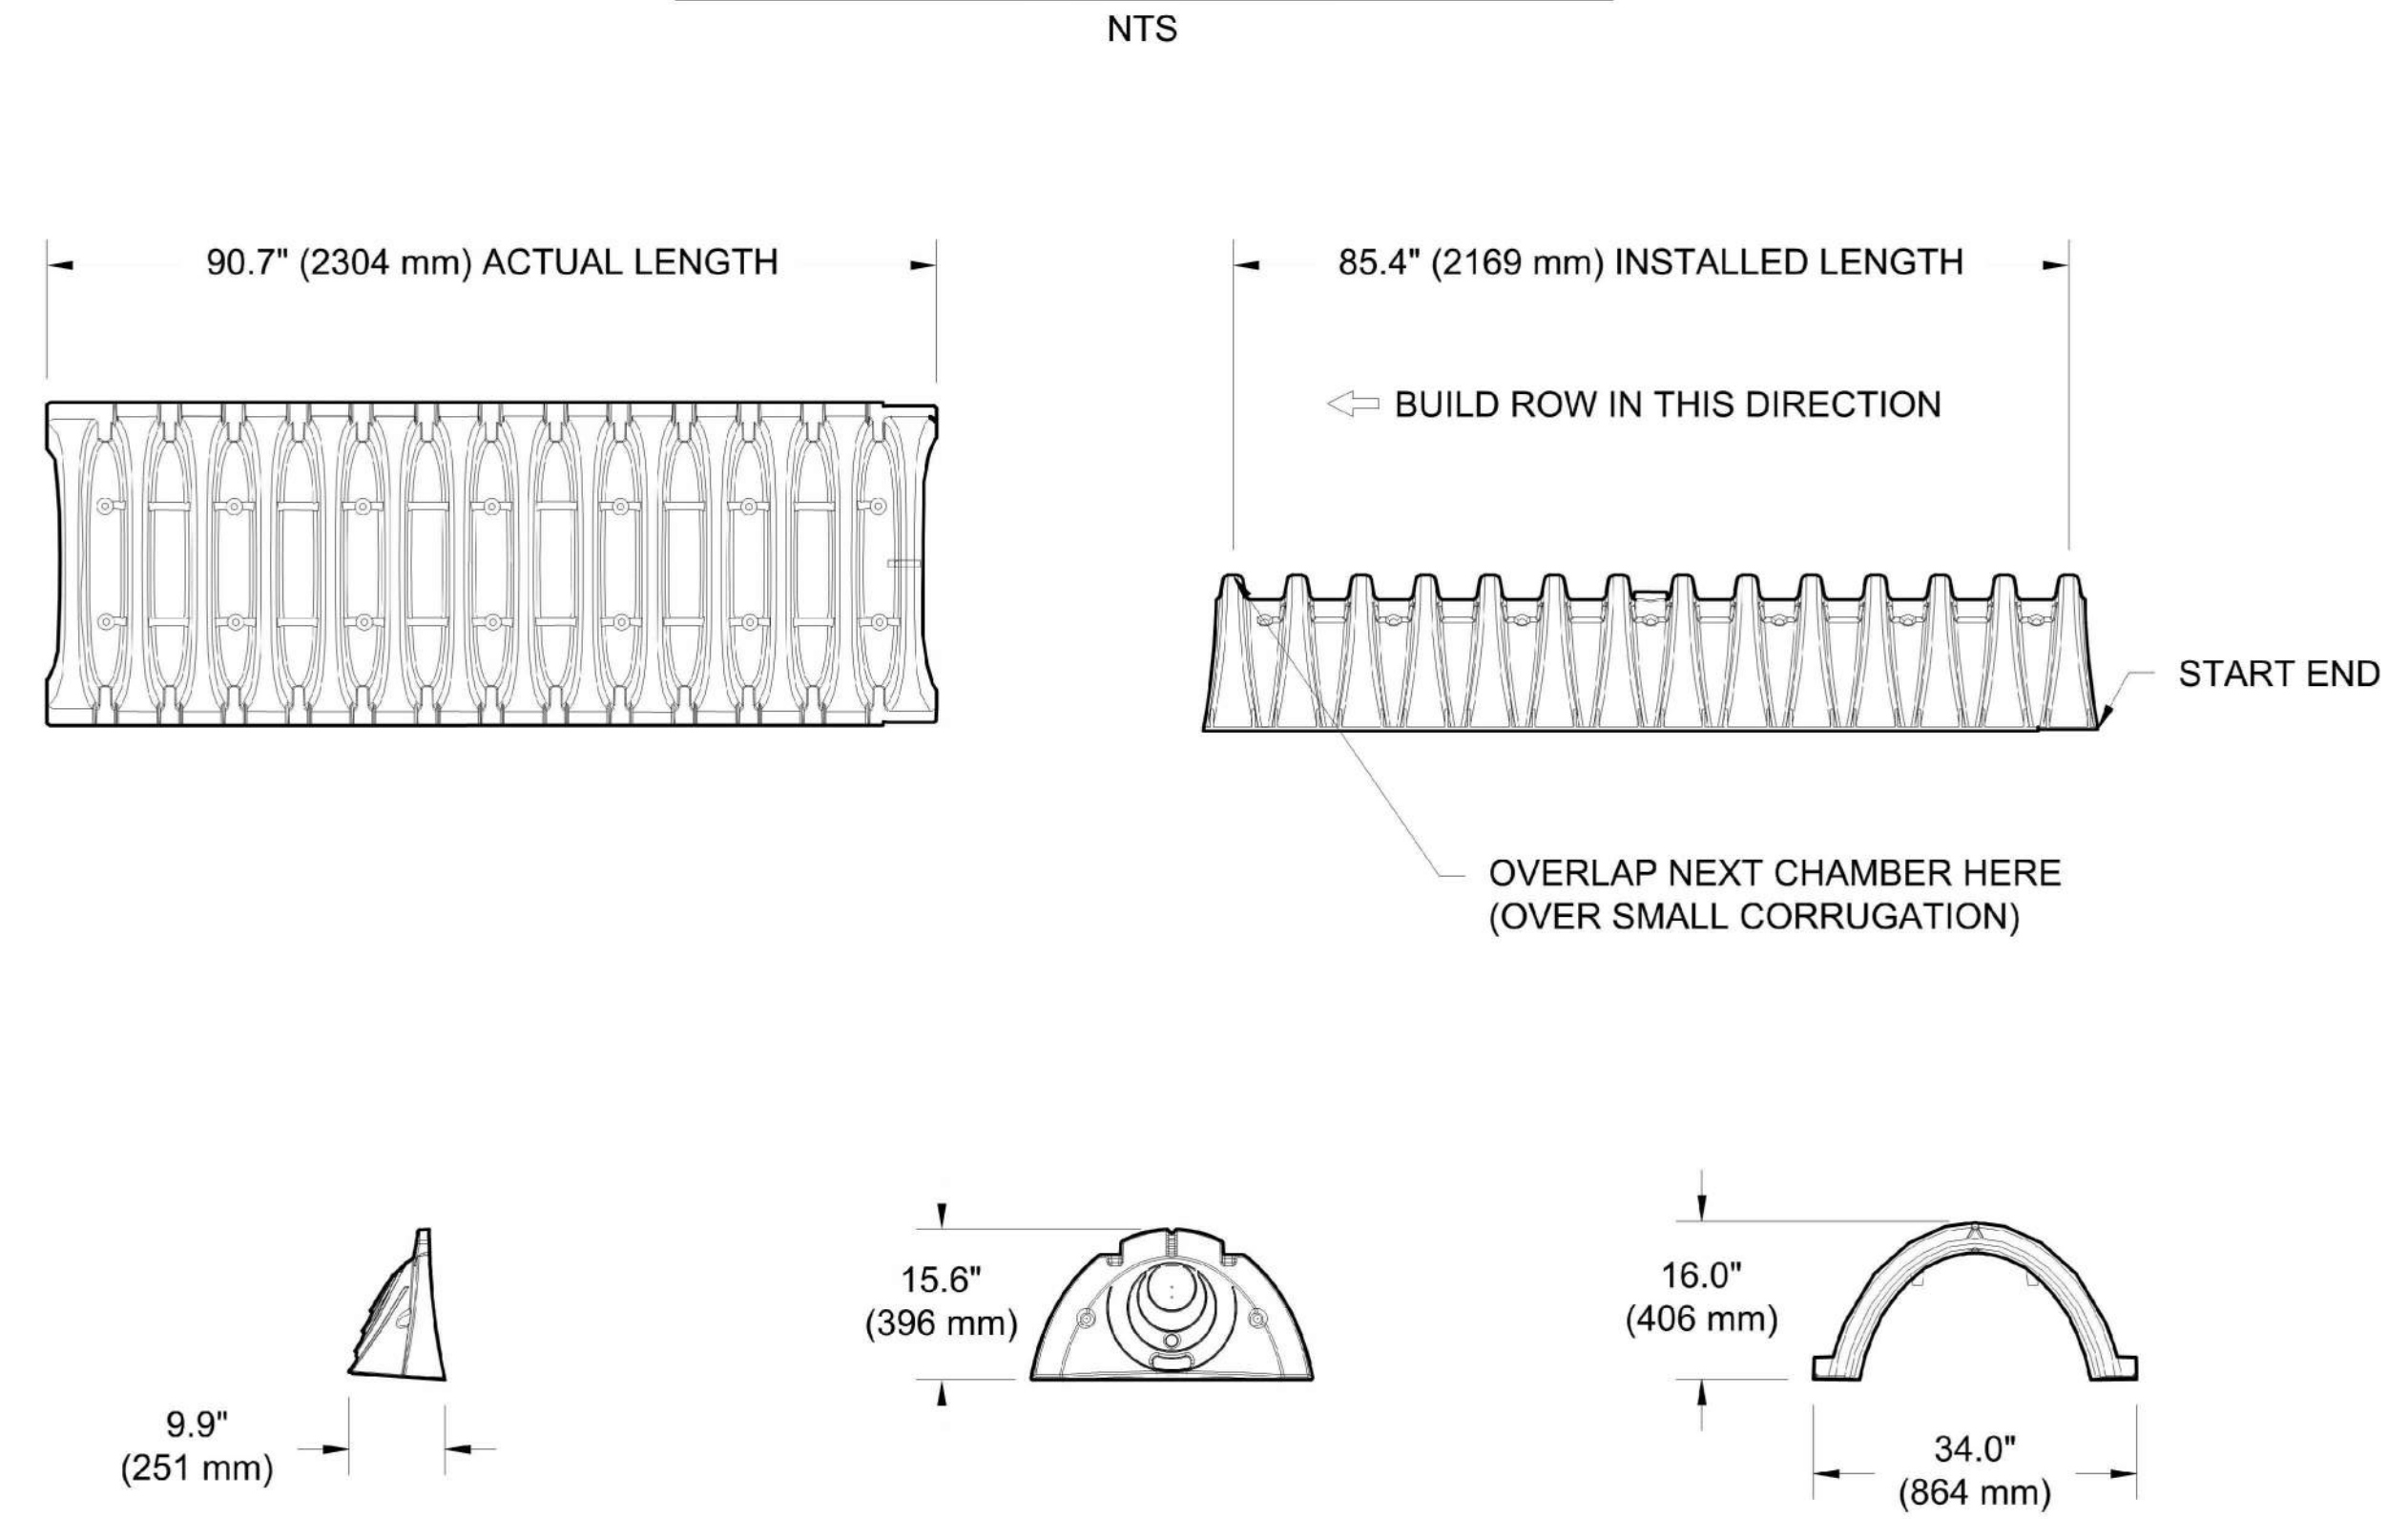 NTS
90.7" (2304 mm) ACTUAL LENGTH
85.4" (2169 mm) INSTALLED LENGTH
BUILD ROW IN THIS DIRECTION
START END
OVERLAP NEXT CHAMBER HERE
(OVER SMALL CORRUGATION)
15.6"
(396 mm)
16.0"
(406 mm)
9.9"
(251 mm)
34.0"
(864 mm)